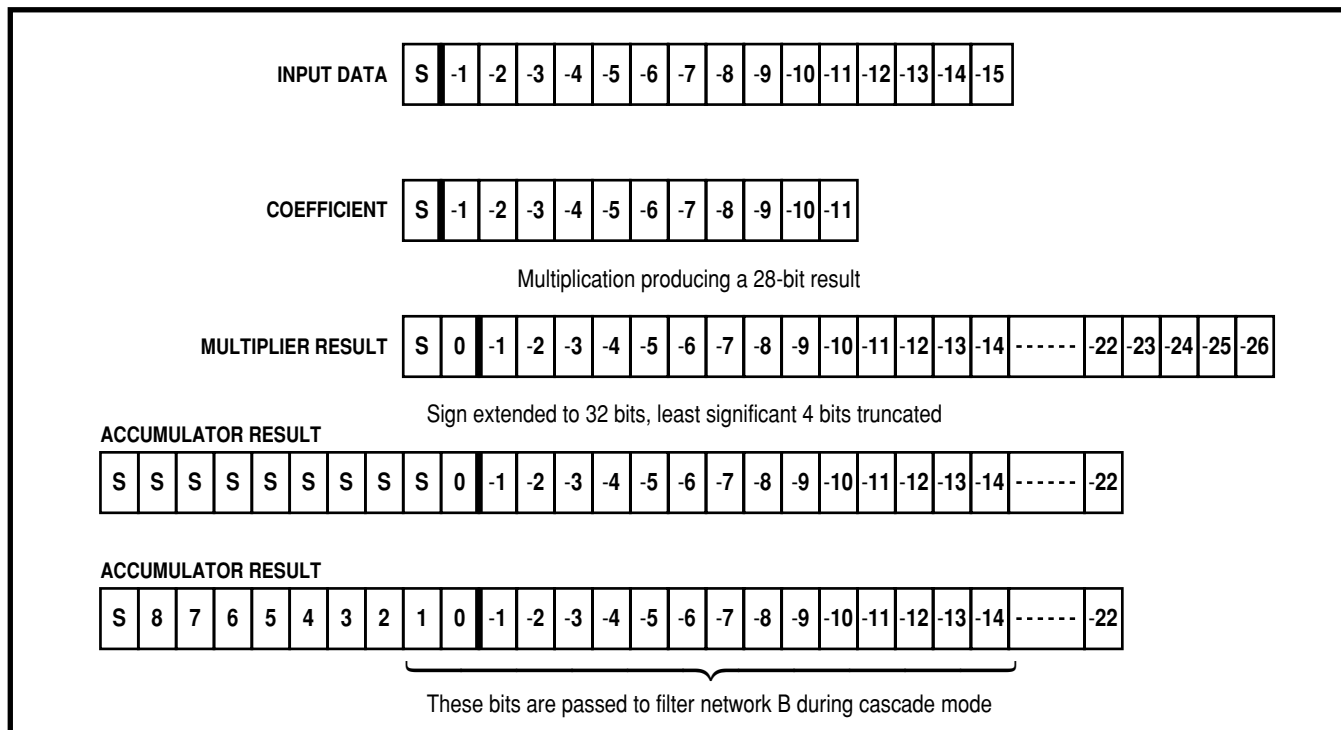 INPUT DATA S -1 -2 -3 -4 -5 -6 -7 -8 -9 -10 -11 -12 -13 -14 -15
COEFFICIENT S -1 -2 -3 -4 -5 -6 -7 -8 -9 -10 -11
Multiplication producing a 28-bit result
MULTIPLIER RESULT S 0 -1 -2 -3 -4 -5 -6 -7 -8 -9 -10 -11 -12 -13 -14 ------ -22 -23 -24 -25 -26
Sign extended to 32 bits, least significant 4 bits truncated
ACCUMULATOR RESULT
S S S S S S S S S 0 -1 -2 -3 -4 -5 -6 -7 -8 -9 -10 -11 -12 -13 -14 ------ -22
ACCUMULATOR RESULT
S 8 7 6 5 4 3 2 1 0 -1 -2 -3 -4 -5 -6 -7 -8 -9 -10 -11 -12 -13 -14 ------ -22
These bits are passed to filter network B during cascade mode